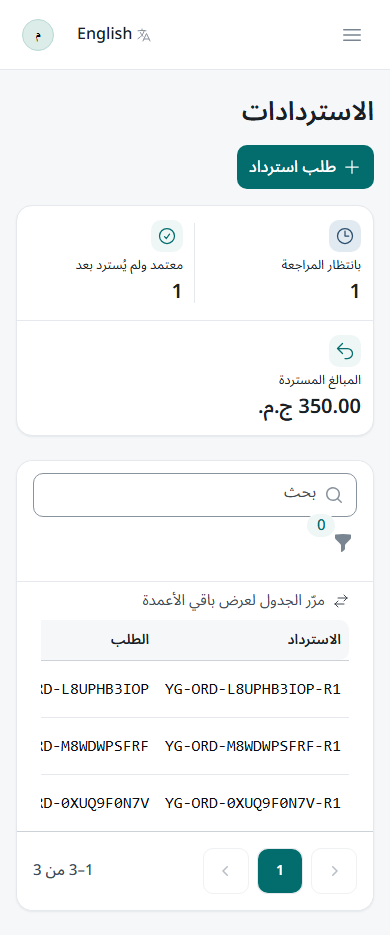 م
English
الاستردادات
طلب استرداد
بانتظار المراجعة
1
معتمد ولم يُسترد بعد
1
المبالغ المستردة
350.00 ج.م.
بحث
0
مرّر الجدول لعرض باقي الأعمدة
الاسترداد الطلب
YG-ORD-L8UPHB3IOP-R1 RD-L8UPHB3IOP
YG-ORD-M8WDWPSFRF-R1 RD-M8WDWPSFRF
YG-ORD-0XUQ9F0N7V-R1 RD-0XUQ9F0N7V
1
1–3 من 3